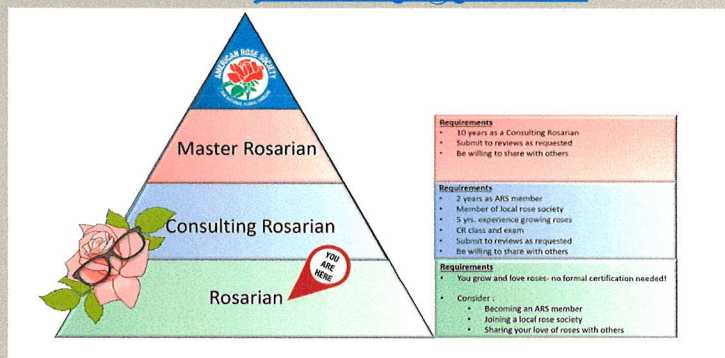 AMERICAN ROSE SOCIETY
Master Rosarian
Consulting Rosarian
YOU
ARE
HERE
Rosarian
Requirements
• 10 years as a Consulting Rosarian
• Submit to reviews as requested
• Be willing to share with others
Requirements
• 2 years as ARS member
• Member of local rose society
• 5 yrs. experience growing roses
• CR class and exam
• Submit to reviews as requested
• Be willing to share with others
Requirements
• You grow and love roses- no formal certification needed!
• Consider :
• Becoming an ARS member
• Joining a local rose society
• Sharing your love of roses with others